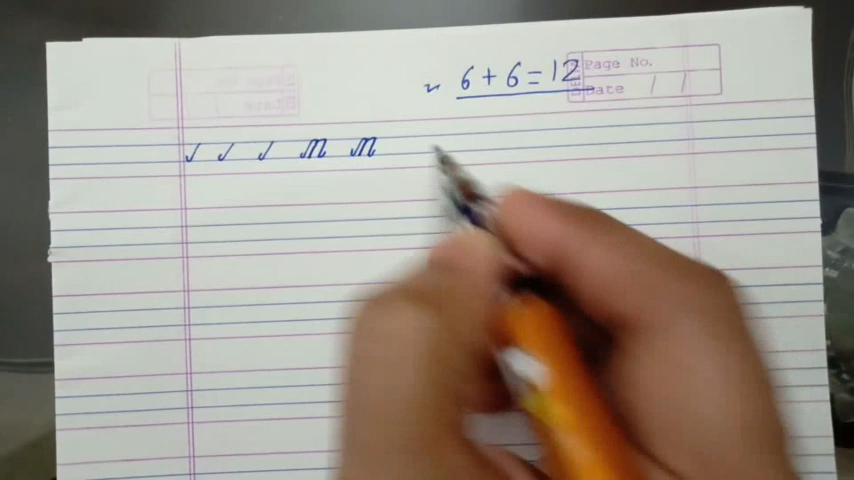 6+6=12
Page No.
Date / /
✓ ✓ ✓ m m